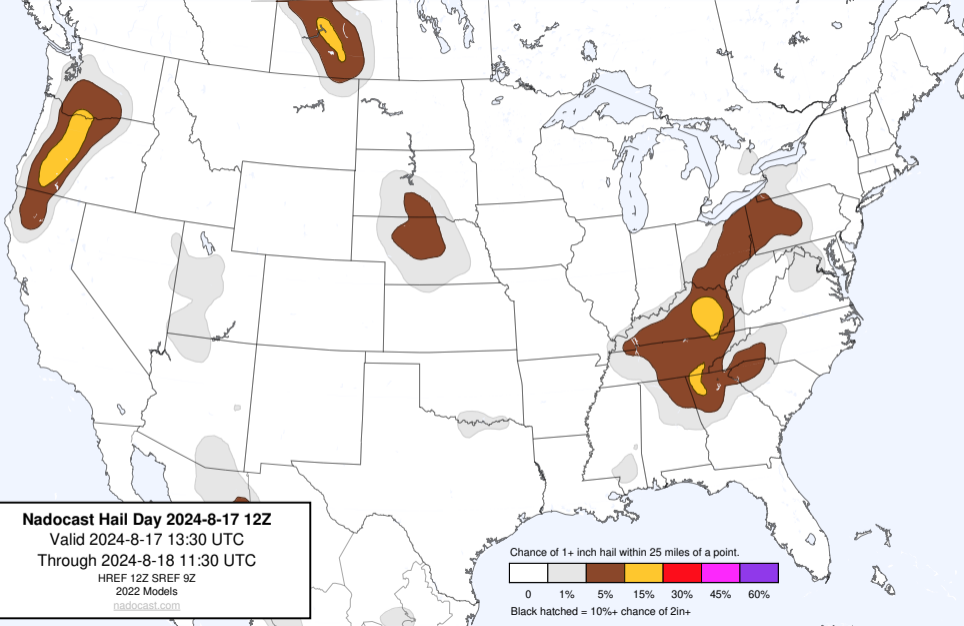 Nadocast Hail Day 2024-8-17 12Z
Valid 2024-8-17 13:30 UTC
Through 2024-8-18 11:30 UTC
HREF 12Z SREF 9Z
2022 Models
nadocast.com
Chance of 1+ inch hail within 25 miles of a point.
0 1% 5% 15% 30% 45% 60%
Black hatched = 10%+ chance of 2in+